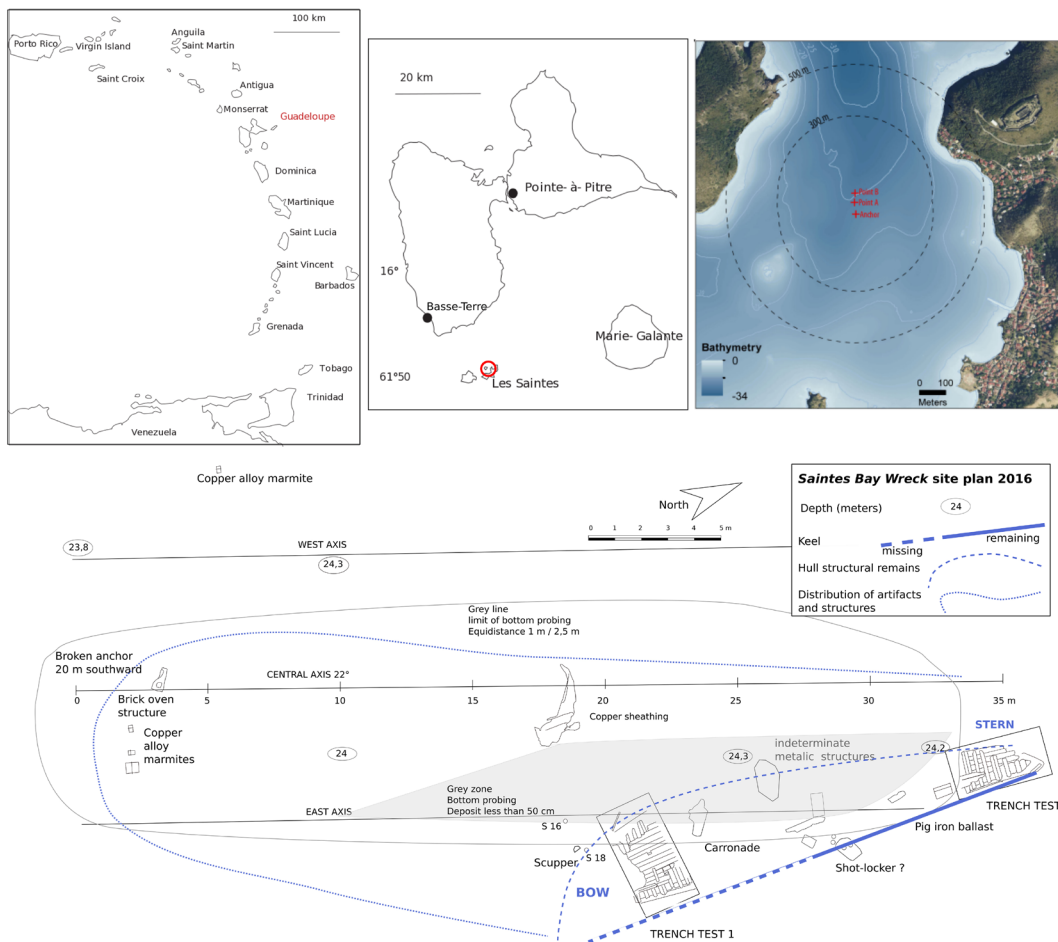 100 km
Porto Rico
Virgin Island
Anguila
Saint Martin
Saint Croix
Antigua
Monserrat
Guadeloupe
Dominica
Martinique
Saint Lucia
Saint Vincent
Barbados
Grenada
Tobago
Trinidad
Venezuela
20 km
Pointe- à- Pitre
16°
Basse-Terre
Marie- Galante
61°50
Les Saintes
500 m.
300 m.
Point B
Point A
Anchor
Bathymetry
0
-34
0 100
Meters
Copper alloy marmite
North
0 1 2 3 4 5 m
Saintes Bay Wreck site plan 2016
Depth (meters)
24
Keel
missing
remaining
Hull structural remains
Distribution of artifacts
and structures
23,8
WEST AXIS
24,3
Grey line
limit of bottom probing
Equidistance 1 m / 2,5 m
Broken anchor
20 m southward
CENTRAL AXIS 22°
0 5 10 15 20 25 30 35 m
Brick oven
structure
Copper
alloy
marmites
Copper sheathing
STERN
24
24,3
24,2
indeterminate
metalic structures
Grey zone
Bottom probing
Deposit less than 50 cm
EAST AXIS
S 16
TRENCH TEST
Pig iron ballast
Carronade
Scupper
S 18
Shot-locker ?
BOW
TRENCH TEST 1